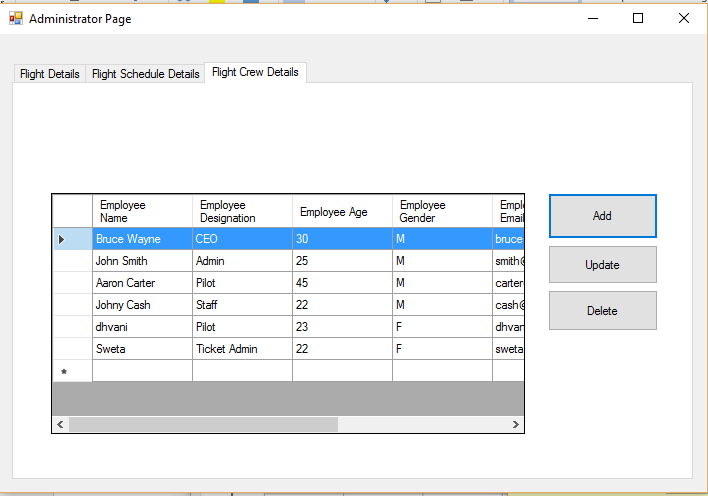 Administrator Page
Flight Details Flight Schedule Details Flight Crew Details
Employee Name Employee Designation Employee Age Employee Gender
Bruce Wayne CEO 30 M bruce
John Smith Admin 25 M smith@
Aaron Carter Pilot 45 M carter
Johny Cash Staff 22 M cash@
dhvani Pilot 23 F dhvan
Sweta Ticket Admin 22 F sweta
*
Add
Update
Delete